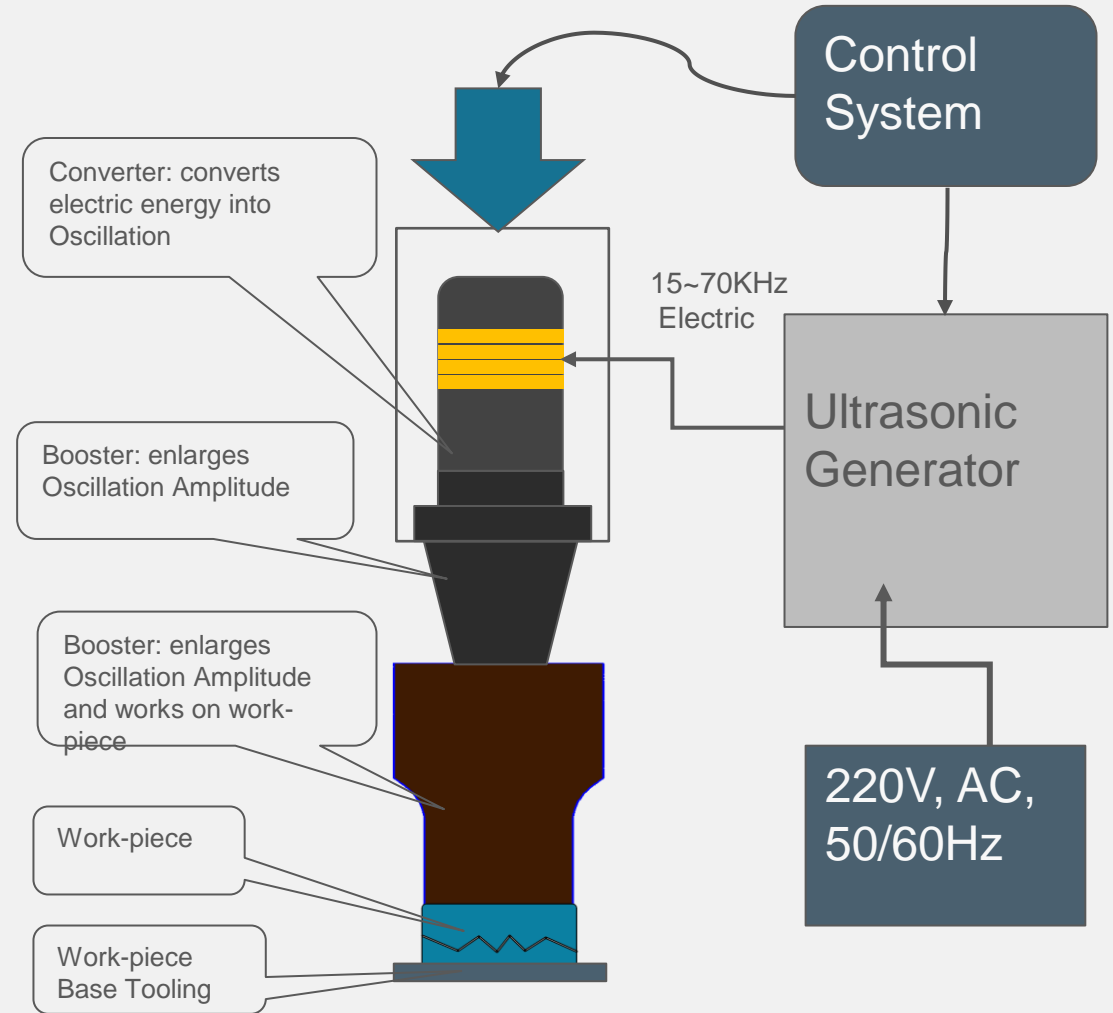 Control
System
Converter: converts
electric energy into
Oscillation
15~70KHz
Electric
Ultrasonic
Generator
Booster: enlarges
Oscillation Amplitude
Booster: enlarges
Oscillation Amplitude
and works on work-
piece
220V, AC,
50/60Hz
Work-piece
Work-piece
Base Tooling